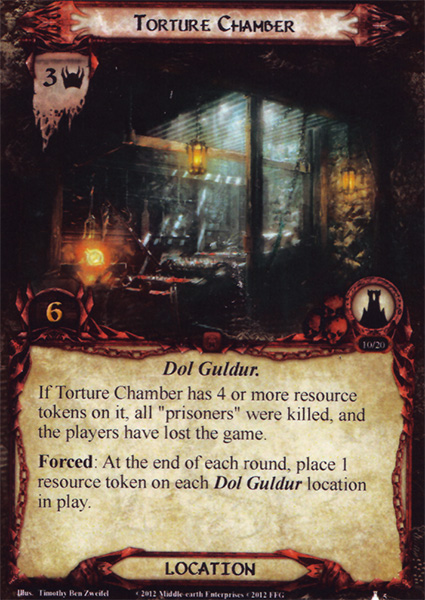 TORTURE CHAMBER
3
6
10/20
Dol Guldur.
If Torture Chamber has 4 or more resource
tokens on it, all "prisoners" were killed, and
the players have lost the game.
Forced: At the end of each round, place 1
resource token on each Dol Guldur location
in play.
LOCATION
Illus. Timothy Ben Zweifel ©2012 Middle-earth Enterprises ©2012 FFG 5